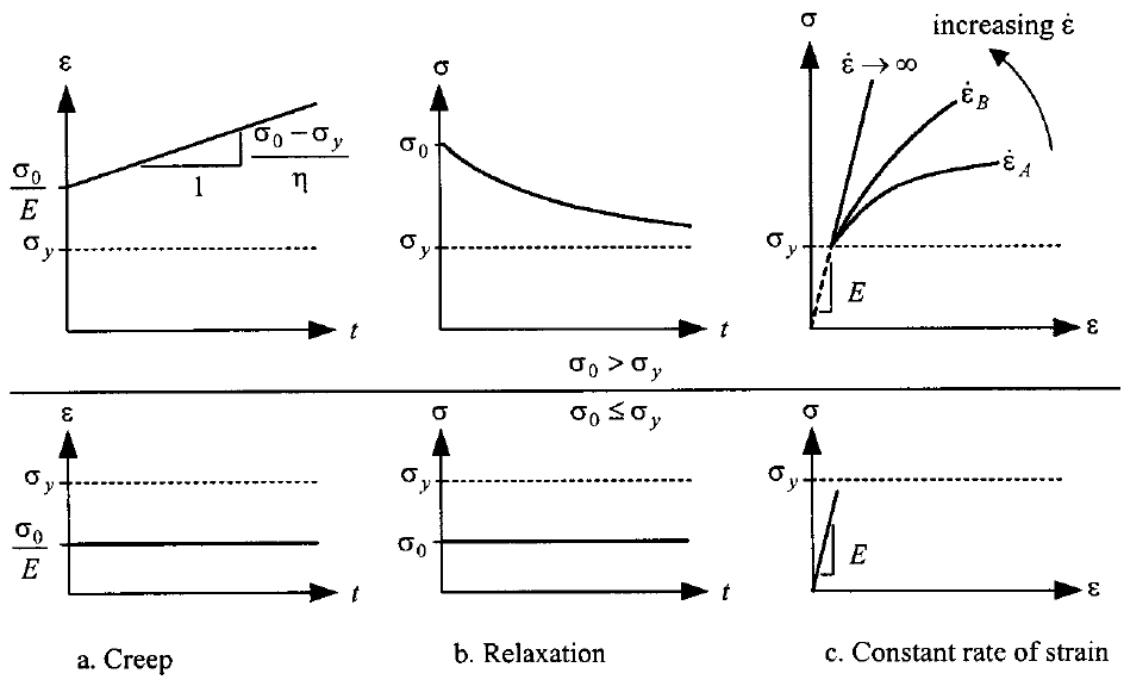 ε
σ₀/E
σ_y
1
σ₀ − σ_y / η
t
σ
σ₀
σ_y
t
σ
increasing ε̇
ε̇ → ∞
ε̇_B
ε̇_A
σ_y
E
ε
σ₀ > σ_y
σ₀ ≤ σ_y
ε
σ_y
σ₀/E
t
σ
σ_y
σ₀
t
σ
σ_y
E
ε
a. Creep
b. Relaxation
c. Constant rate of strain